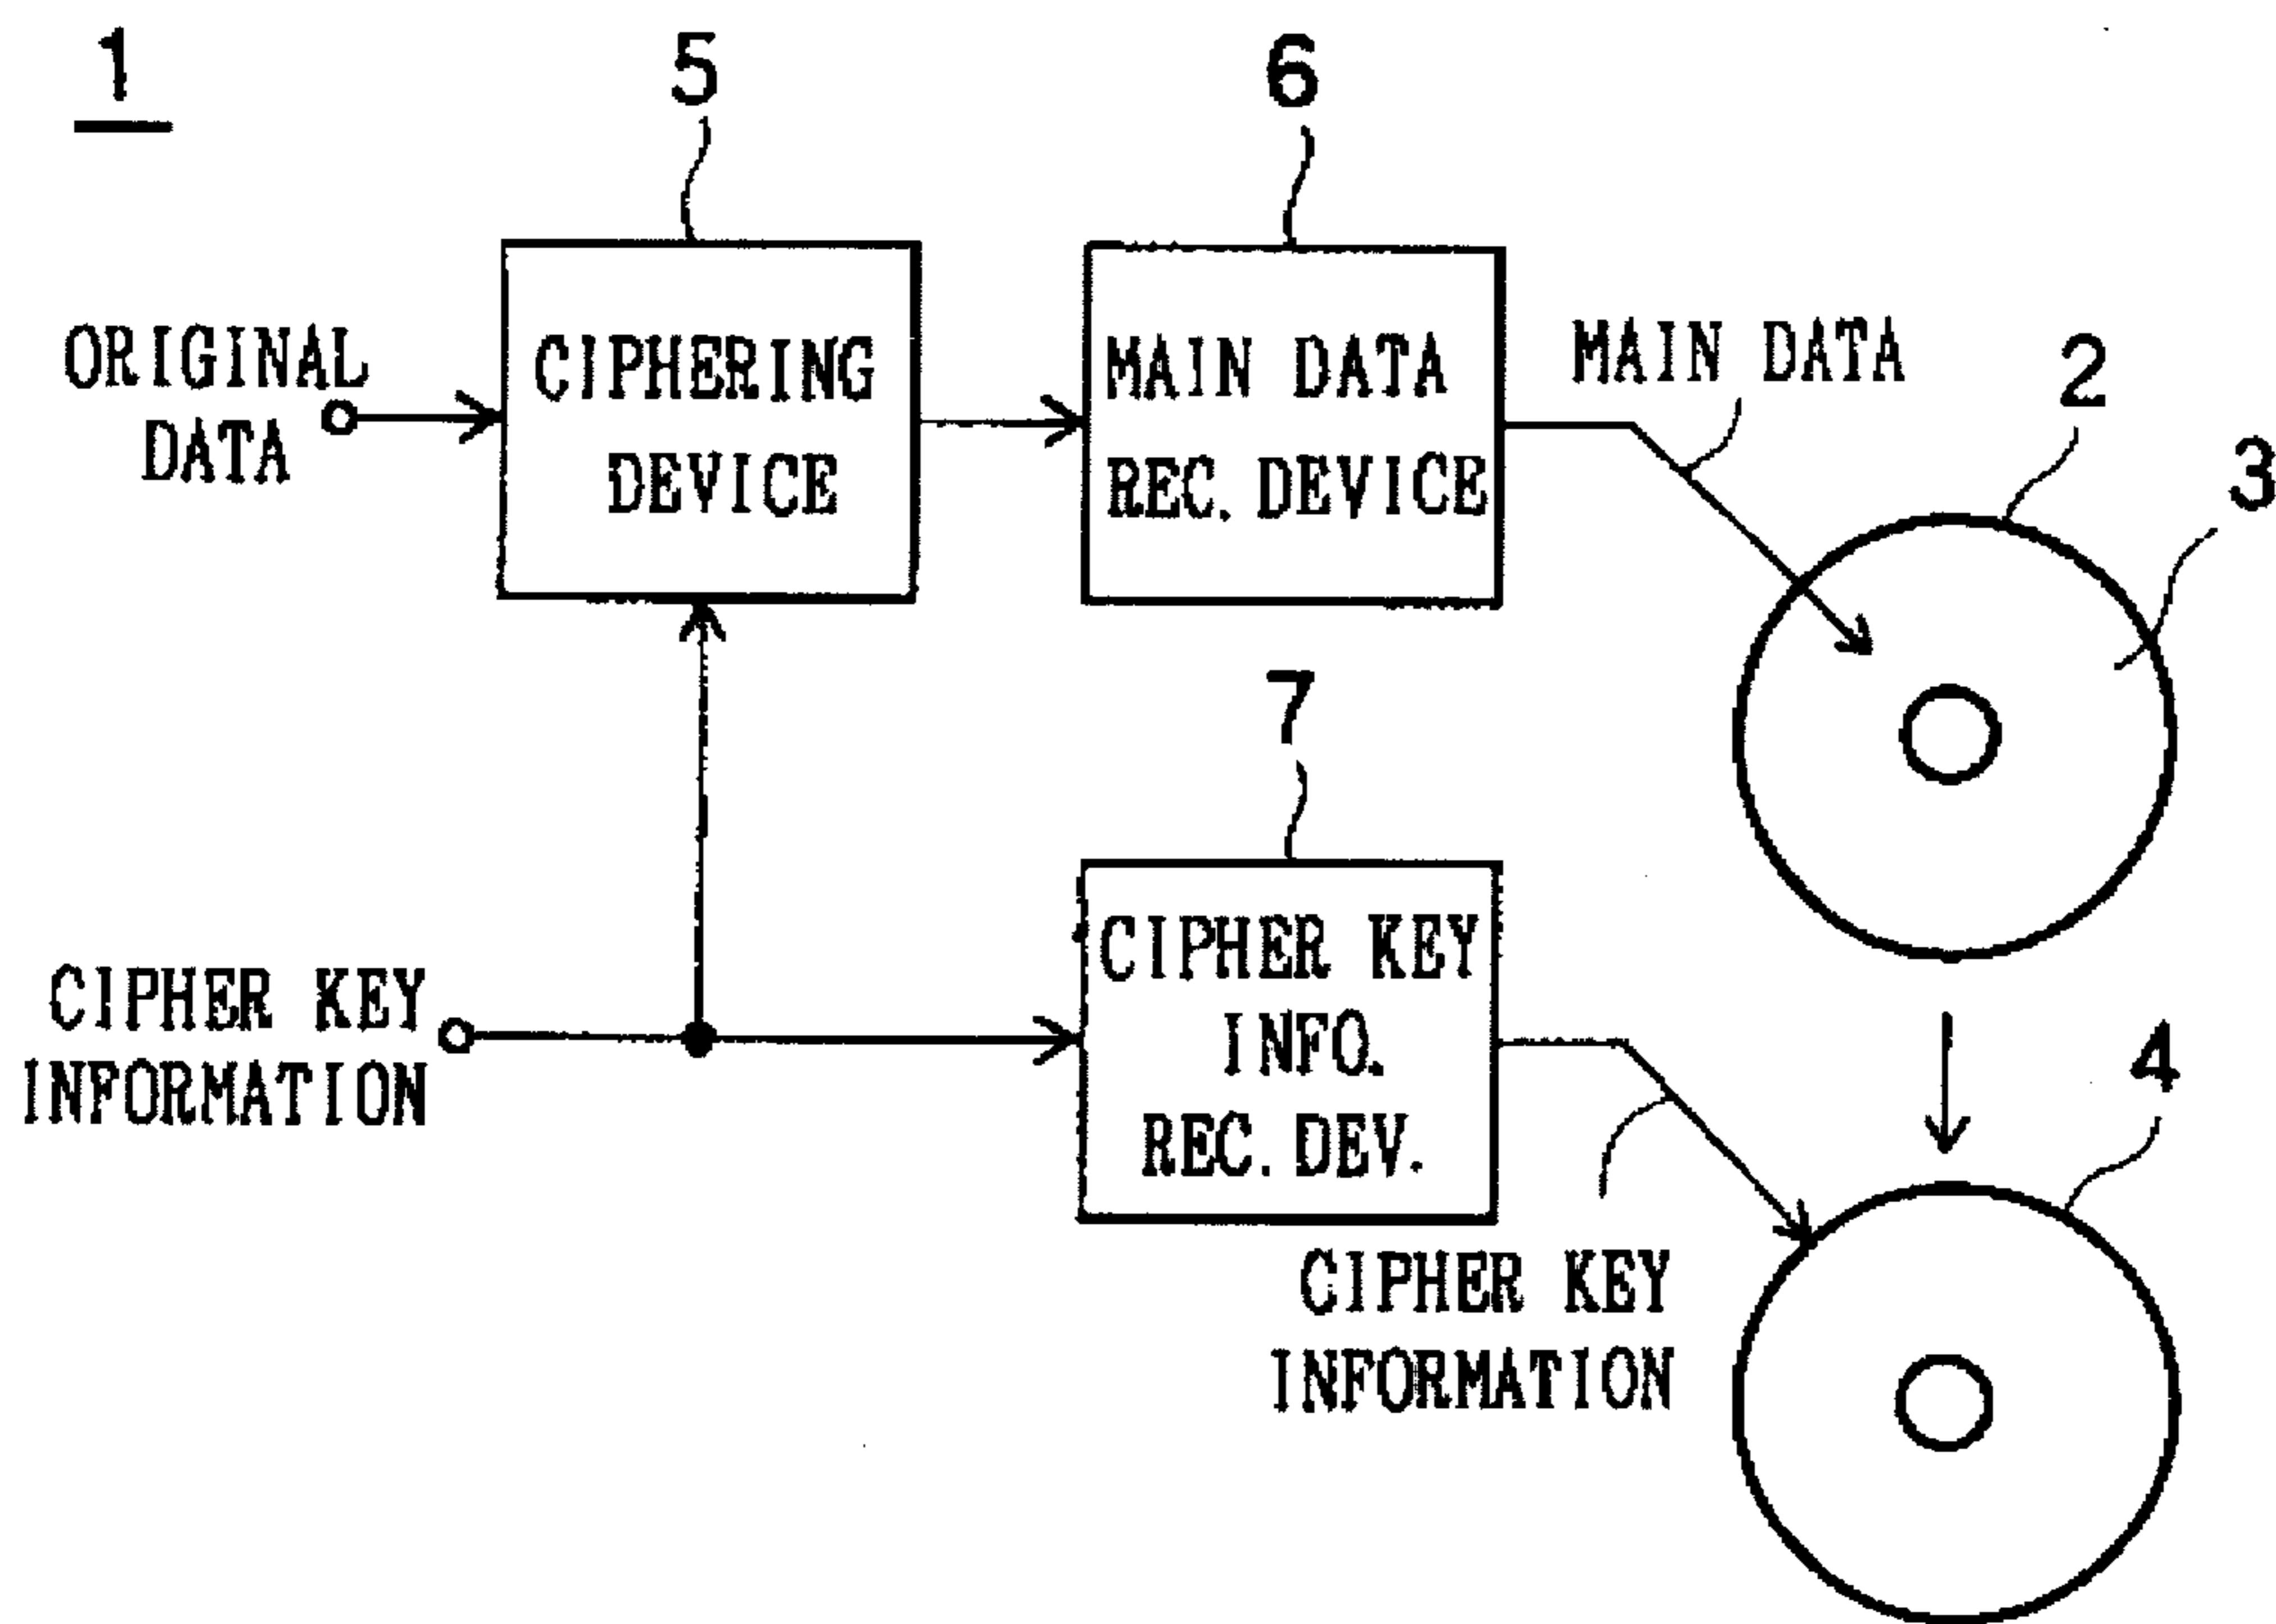 1
5
6
ORIGINAL
DATA
CIPHERING
DEVICE
MAIN DATA
REC. DEVICE
MAIN DATA
2
3
7
CIPHER KEY
INFORMATION
CIPHER KEY
INFO.
REC. DEV.
4
CIPHER KEY
INFORMATION